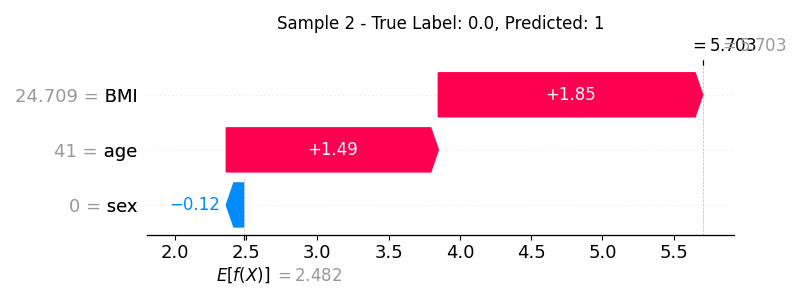 Sample 2 - True Label: 0.0, Predicted: 1
= 5.703
= 5.703
24.709 = BMI
+1.85
41 = age
+1.49
0 = sex
−0.12
2.0 2.5 3.0 3.5 4.0 4.5 5.0 5.5
E[f(X)] = 2.482